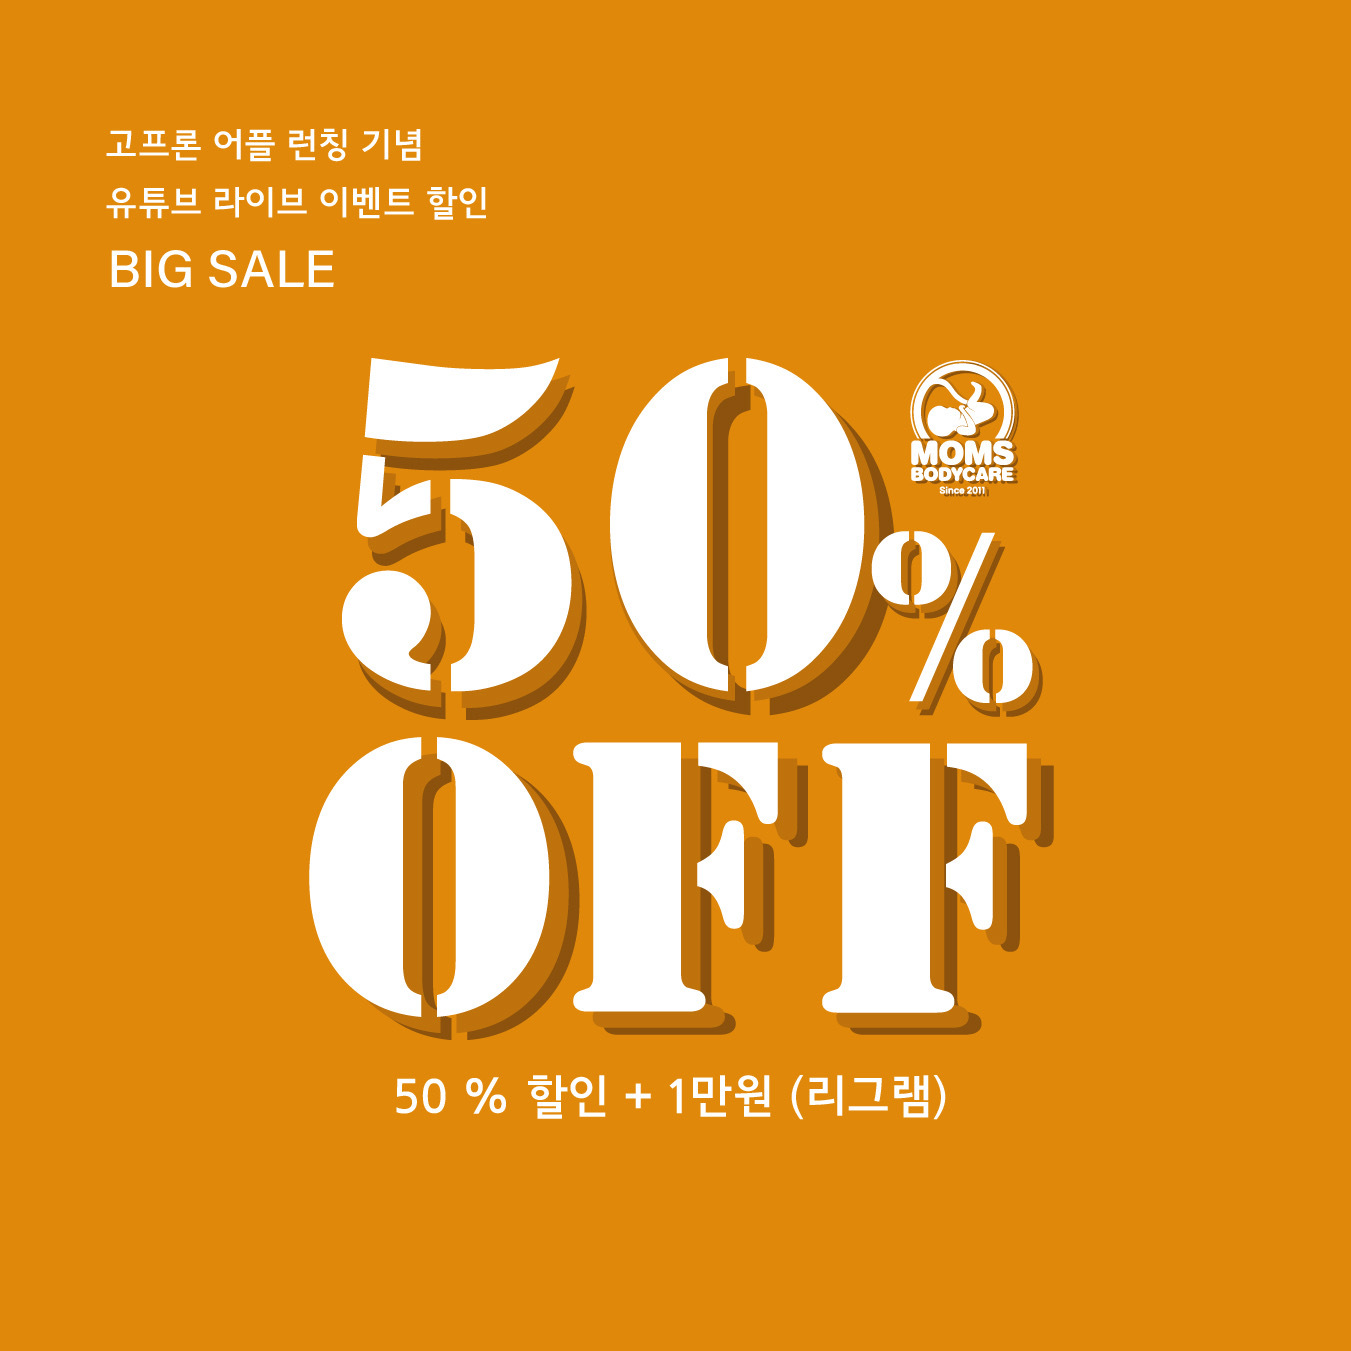 고프론 어플 런칭 기념
유튜브 라이브 이벤트 할인
BIG SALE
50%
MOMS
BODYCARE
Since 2011
OFF
50 % 할인 + 1만원 (리그램)